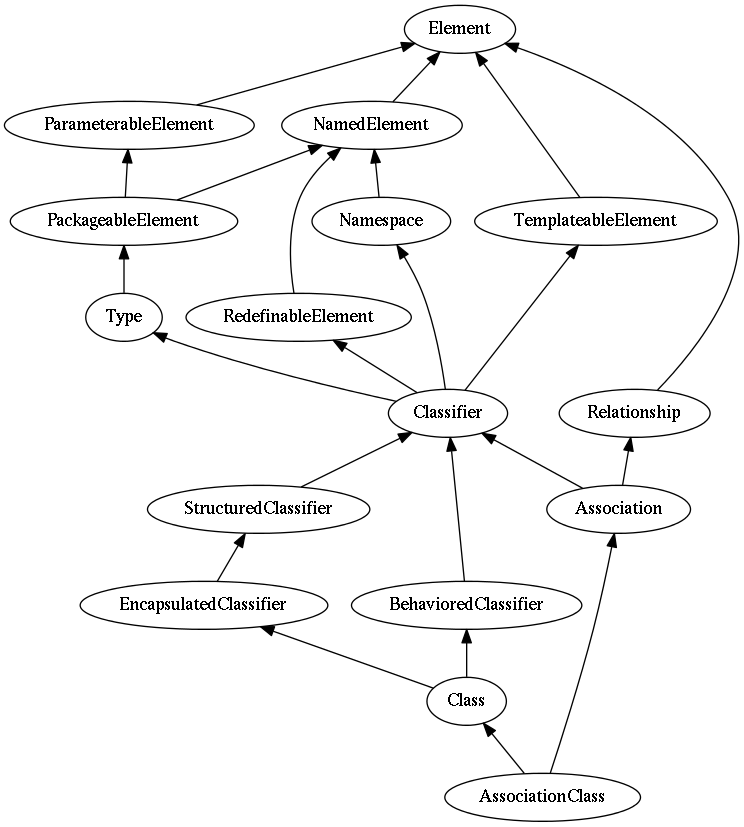 Element
ParameterableElement
NamedElement
PackageableElement
Namespace
TemplateableElement
Type
RedefinableElement
Classifier
Relationship
StructuredClassifier
Association
EncapsulatedClassifier
BehavioredClassifier
Class
AssociationClass